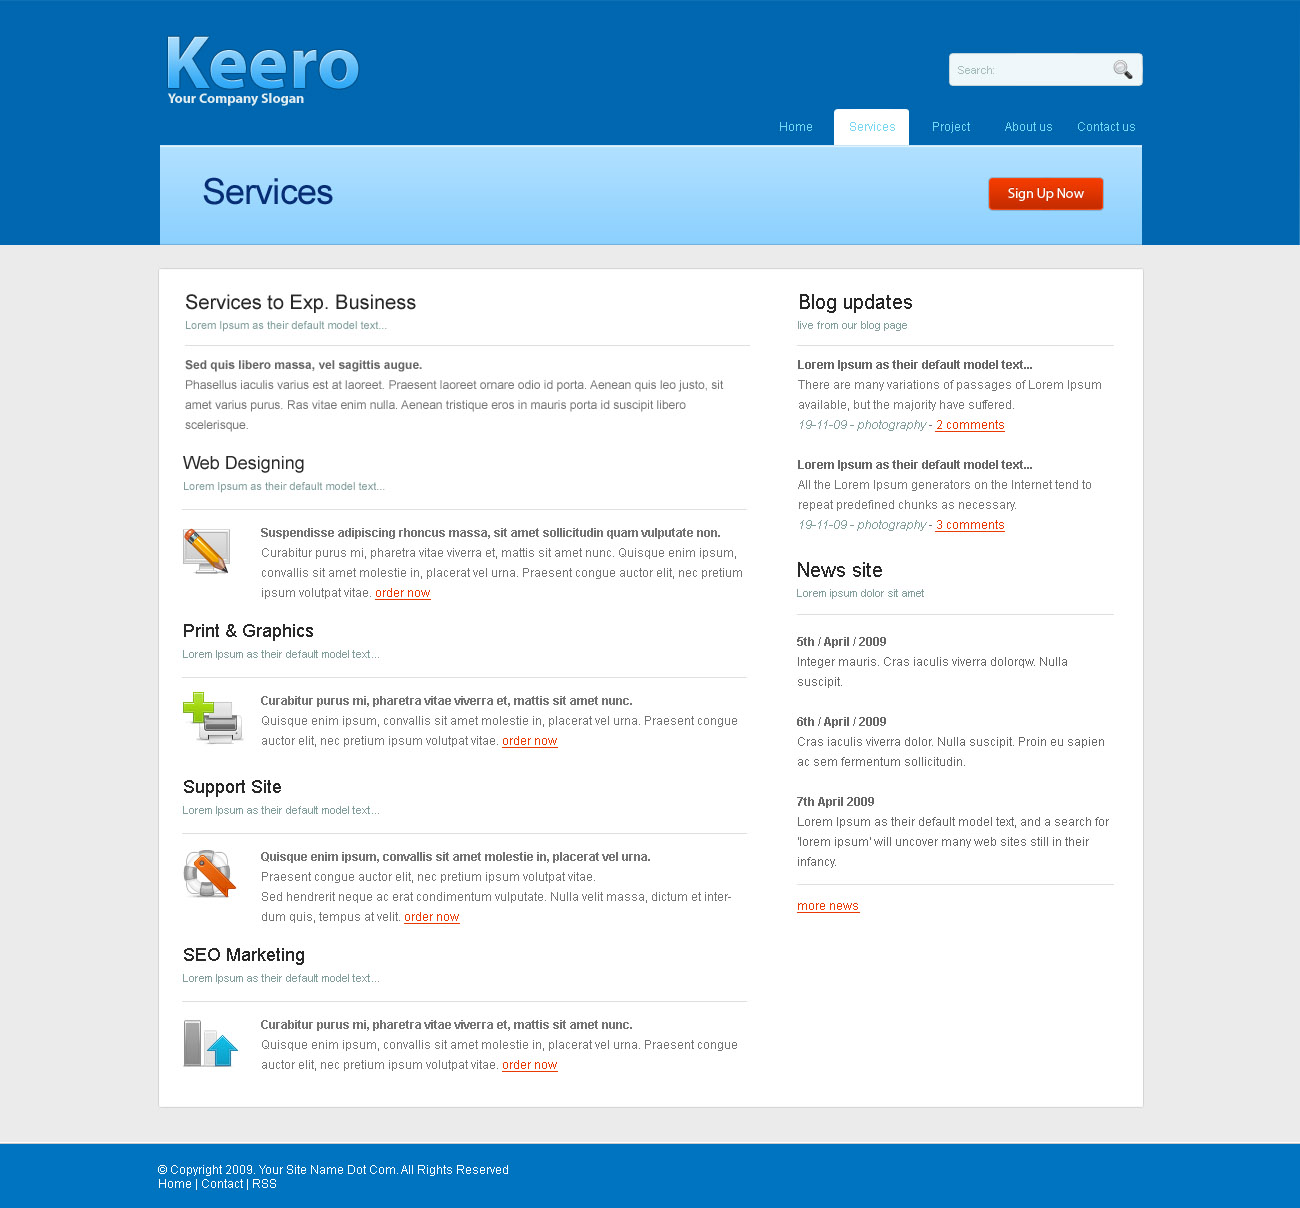 Keero
Your Company Slogan
Search:
Home Services Project About us Contact us
Services
Sign Up Now
Services to Exp. Business
Lorem Ipsum as their default model text...
Sed quis libero massa, vel sagittis augue.
Phasellus iaculis varius est at laoreet. Praesent laoreet ornare odio id porta. Aenean quis leo justo, sit
amet varius purus. Ras vitae enim nulla. Aenean tristique eros in mauris porta id suscipit libero
scelerisque.
Web Designing
Lorem Ipsum as their default model text...
Suspendisse adipiscing rhoncus massa, sit amet sollicitudin quam vulputate non.
Curabitur purus mi, pharetra vitae viverra et, mattis sit amet nunc. Quisque enim ipsum,
convallis sit amet molestie in, placerat vel urna. Praesent congue auctor elit, nec pretium
ipsum volutpat vitae. order now
Print & Graphics
Lorem Ipsum as their default model text...
Curabitur purus mi, pharetra vitae viverra et, mattis sit amet nunc.
Quisque enim ipsum, convallis sit amet molestie in, placerat vel urna. Praesent congue
auctor elit, nec pretium ipsum volutpat vitae. order now
Support Site
Lorem Ipsum as their default model text...
Quisque enim ipsum, convallis sit amet molestie in, placerat vel urna.
Praesent congue auctor elit, nec pretium ipsum volutpat vitae.
Sed hendrerit neque ac erat condimentum vulputate. Nulla velit massa, dictum et inter-
dum quis, tempus at velit. order now
SEO Marketing
Lorem Ipsum as their default model text...
Curabitur purus mi, pharetra vitae viverra et, mattis sit amet nunc.
Quisque enim ipsum, convallis sit amet molestie in, placerat vel urna. Praesent congue
auctor elit, nec pretium ipsum volutpat vitae. order now
Blog updates
live from our blog page
Lorem Ipsum as their default model text...
There are many variations of passages of Lorem Ipsum
available, but the majority have suffered.
19-11-09 - photography - 2 comments
Lorem Ipsum as their default model text...
All the Lorem Ipsum generators on the Internet tend to
repeat predefined chunks as necessary.
19-11-09 - photography - 3 comments
News site
Lorem ipsum dolor sit amet
5th / April / 2009
Integer mauris. Cras iaculis viverra dolorqw. Nulla
suscipit.
6th / April / 2009
Cras iaculis viverra dolor. Nulla suscipit. Proin eu sapien
ac sem fermentum sollicitudin.
7th April 2009
Lorem Ipsum as their default model text, and a search for
'lorem ipsum' will uncover many web sites still in their
infancy.
more news
© Copyright 2009. Your Site Name Dot Com. All Rights Reserved
Home | Contact | RSS